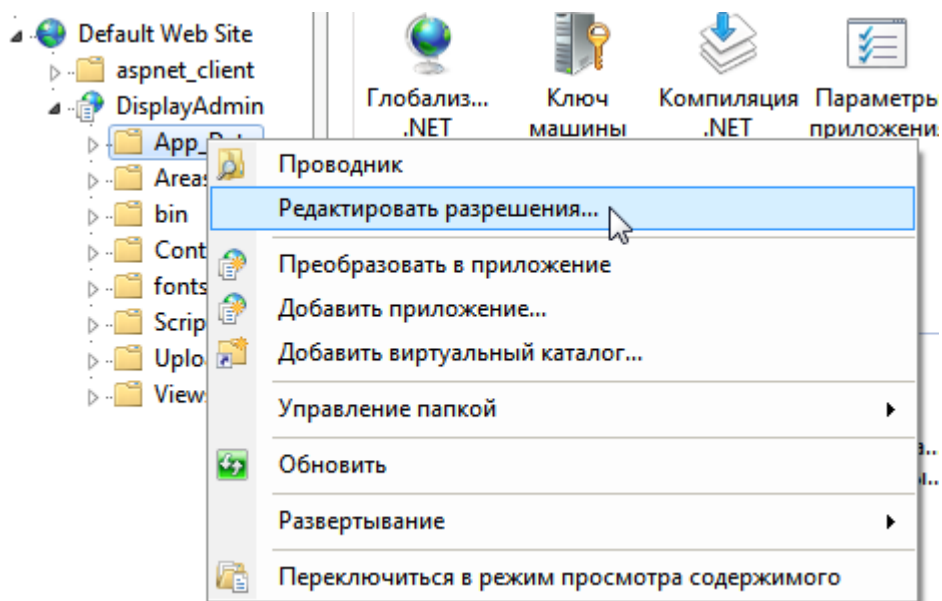 Default Web Site
aspnet_client
DisplayAdmin
App_
Areas
bin
Cont
fonts
Scrip
Uplo
Views
Глобализ...
.NET
Ключ
машины
Компиляция
.NET
Параметры
приложени
Проводник
Редактировать разрешения...
Преобразовать в приложение
Добавить приложение...
Добавить виртуальный каталог...
Управление папкой
Обновить
Развертывание
Переключиться в режим просмотра содержимого